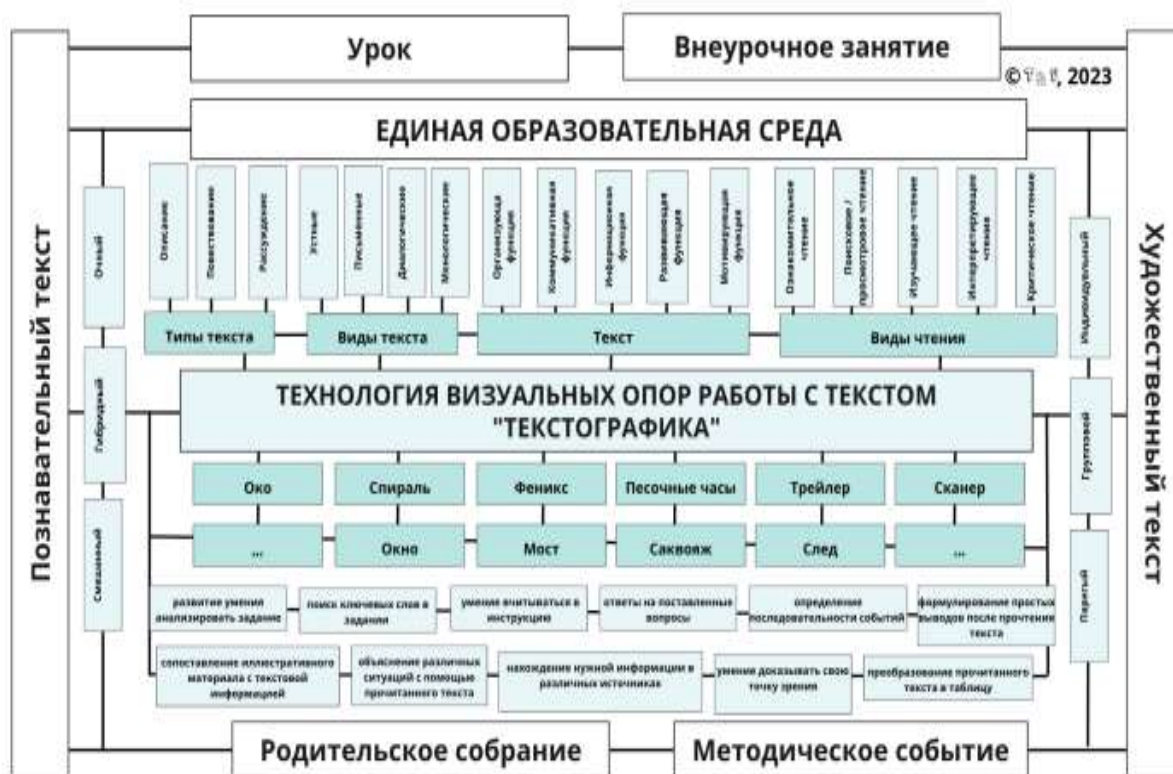 Урок
Внеурочное занятие
©
, 2023
ЕДИНАЯ ОБРАЗОВАТЕЛЬНАЯ СРЕДА
Познавательный текст
Художественный текст
Очный
Гибридный
Смешанный
Индивидуальный
Групповой
Описание
Повествование
Рассуждение
Устные
Письменные
Диалогические
Монологические
Организующа
функция
Коммуникативная
функция
Информационная
функция
Развивающая
функция
Мотивирующая
функция
Ознакомительное
чтение
Поисковое /
просмотровое чтение
Изучающее чтение
Интерпретирующее
чтения
Критическое чтение
Типы текста
Виды текста
Текст
Виды чтения
ТЕХНОЛОГИЯ ВИЗУАЛЬНЫХ ОПОР РАБОТЫ С ТЕКСТОМ
"ТЕКСТОГРАФИКА"
Око
Спираль
Феникс
Песочные часы
Трейлер
Сканер
...
Окно
Мост
Саквояж
След
...
развитие умения
анализировать задание
поиск ключевых слов в
задании
умение вчитываться в
инструкцию
ответы на поставленные
вопросы
определение
последовательности событий
формулирование простых
выводов после прочтения
текста
сопоставление иллюстративного
материала с текстовой
информацией
объяснение различных
ситуаций с помощью
прочитанного текста
нахождение нужной информации в
различных источниках
умения доказывать свою
точку зрения
преобразование прочитанного
текста в таблицу
Родительское собрание
Методическое событие